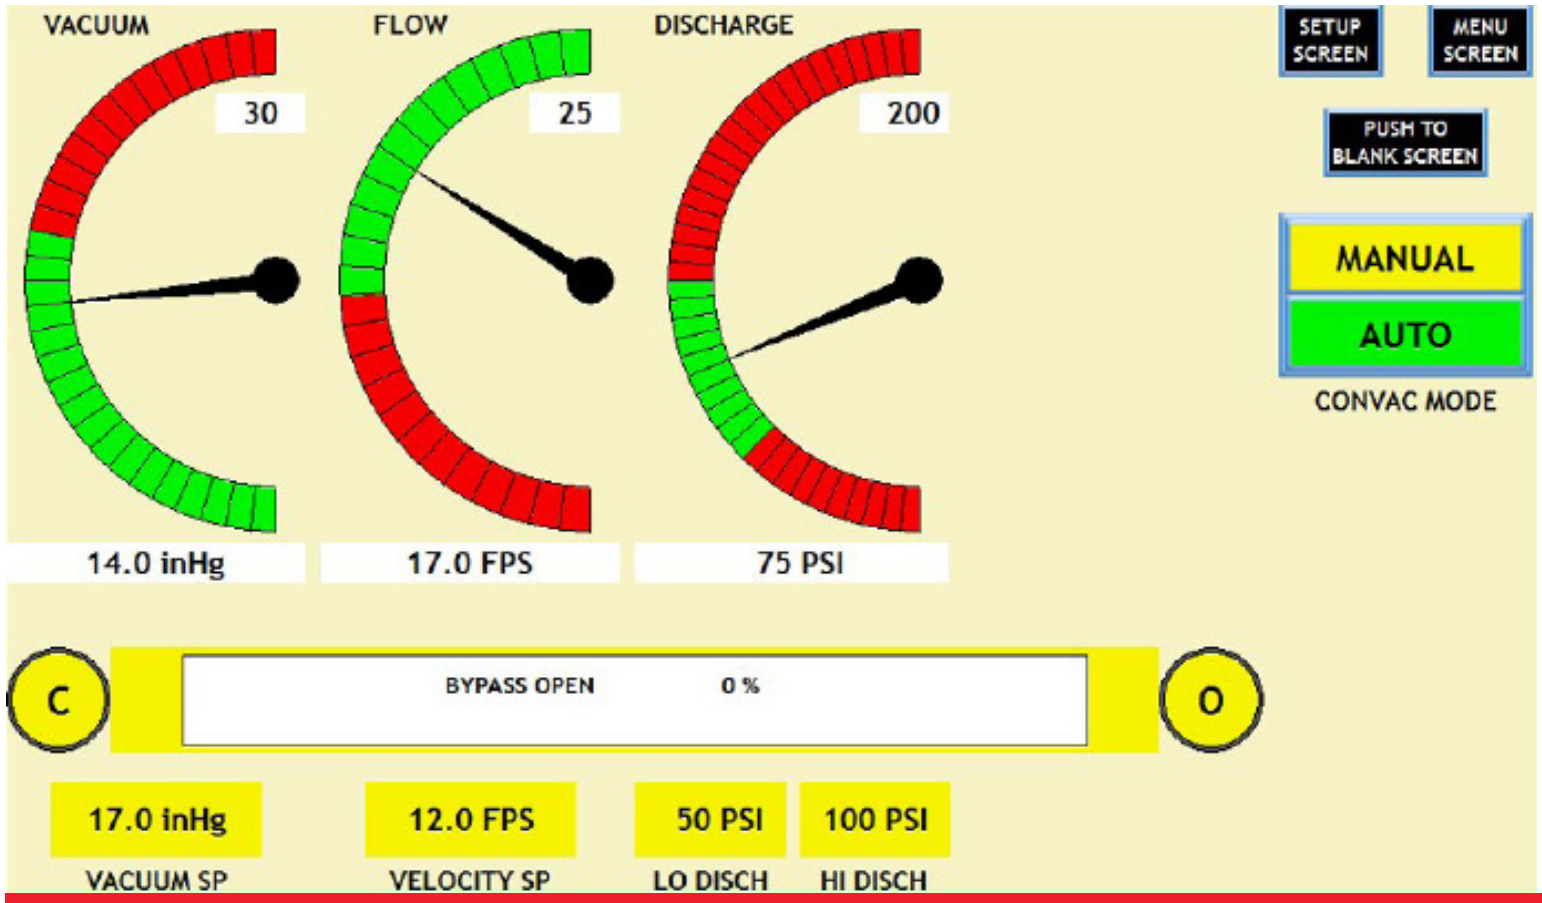 VACUUM
FLOW
DISCHARGE
SETUP
SCREEN
MENU
SCREEN
30
25
200
PUSH TO
BLANK SCREEN
MANUAL
AUTO
CONVAC MODE
14.0 inHg
17.0 FPS
75 PSI
C
BYPASS OPEN 0 %
O
17.0 inHg
12.0 FPS
50 PSI
100 PSI
VACUUM SP
VELOCITY SP
LO DISCH
HI DISCH